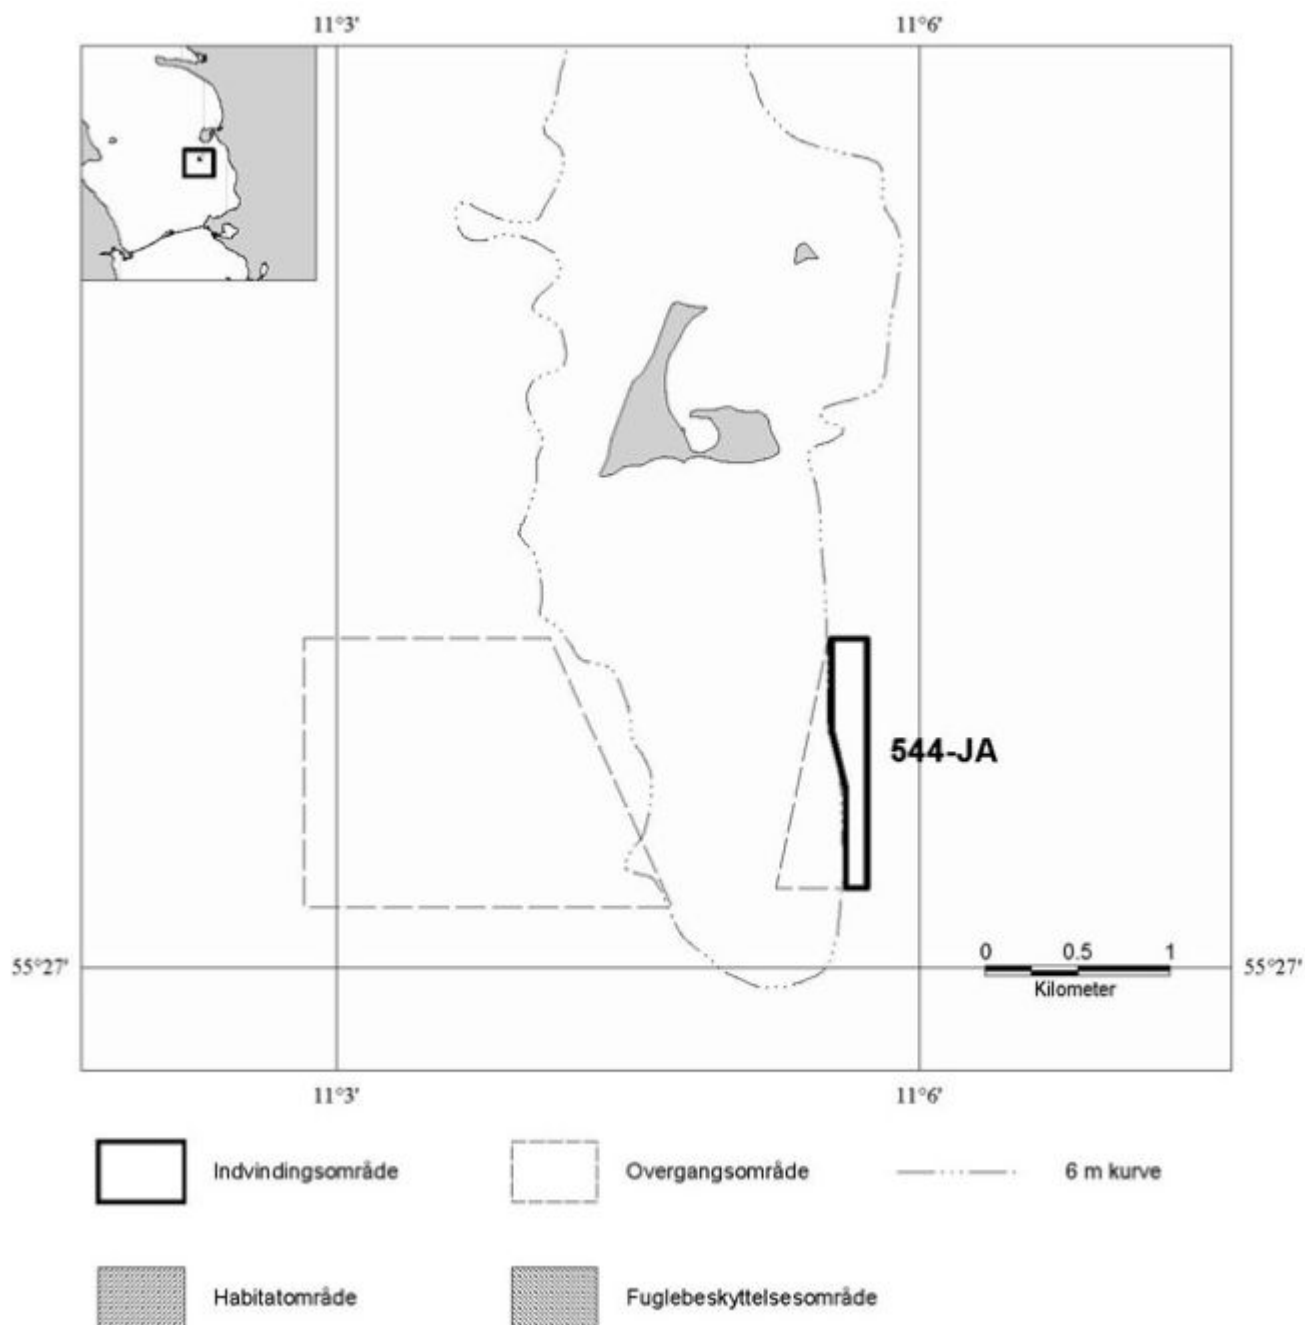 11°3' 11°6'
544-JA
55°27' 0 0.5 1 55°27'
Kilometer
11°3' 11°6'
Indvindingsområde Overgangsområde 6 m kurve
Habitatområde Fuglebeskyttelsesområde